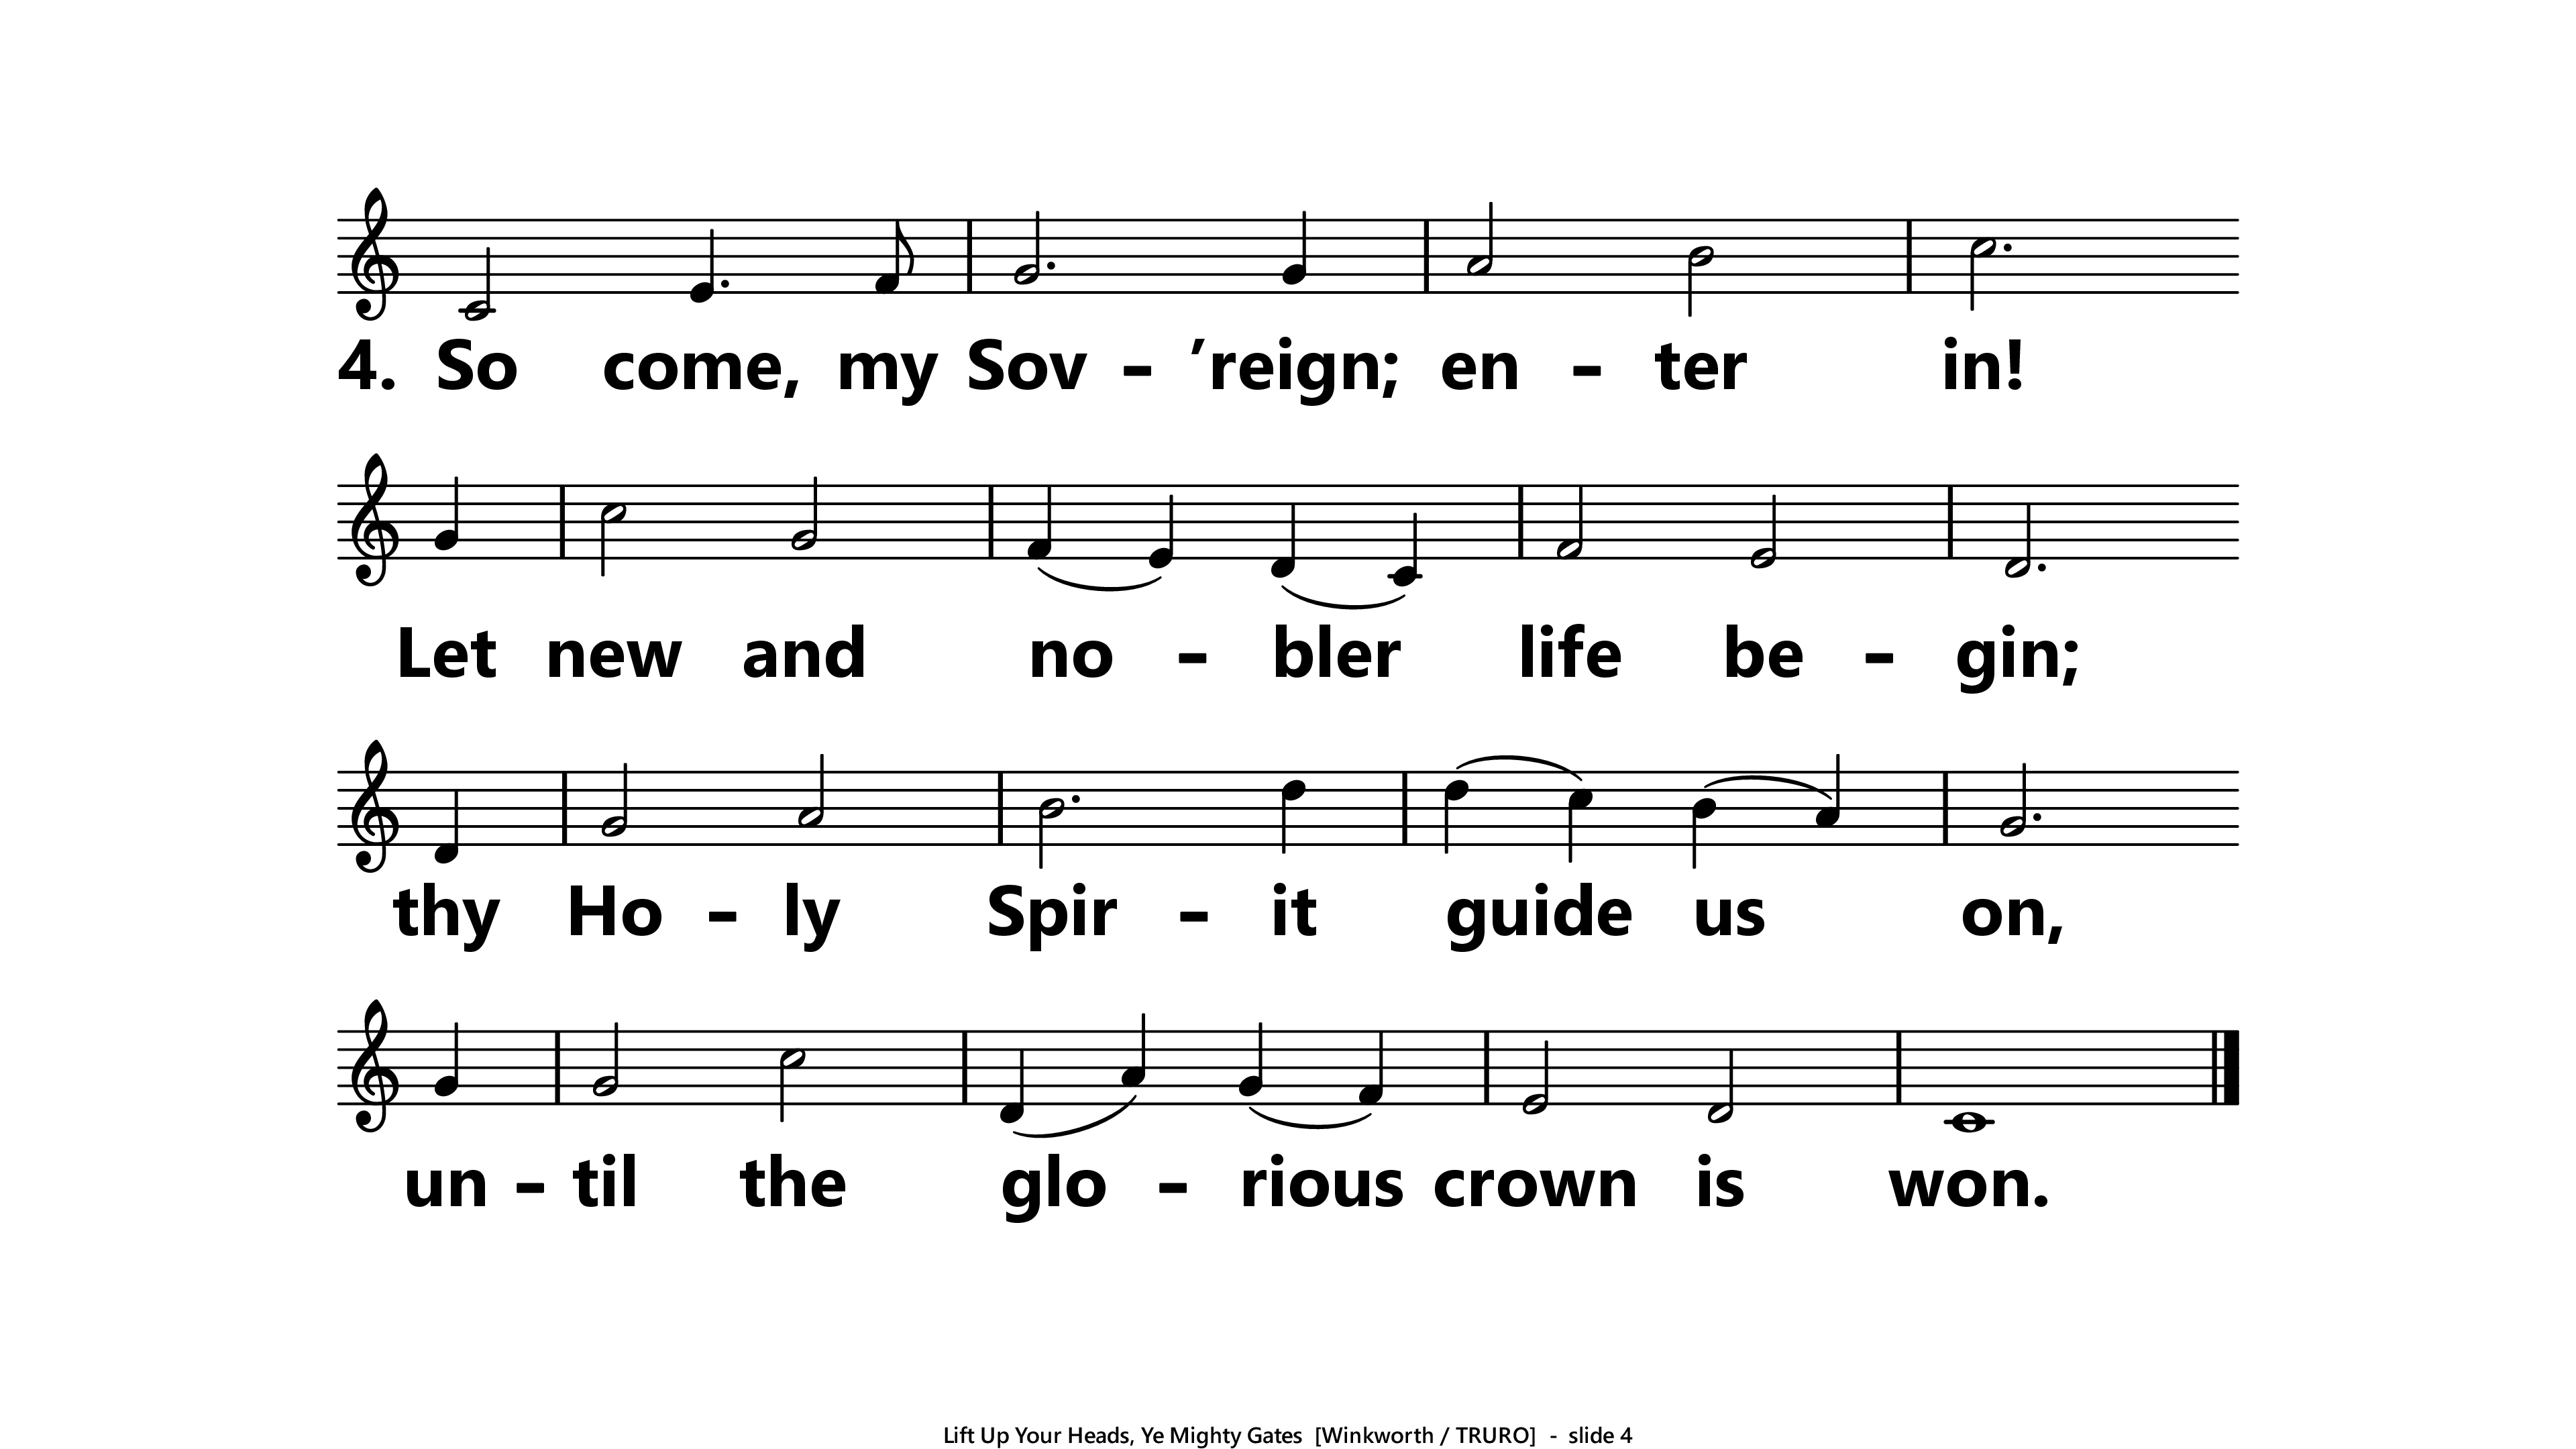 4. So come, my Sov - ’reign; en - ter in!
Let new and no - bler life be - gin;
thy Ho - ly Spir - it guide us on,
un - til the glo - rious crown is won.
Lift Up Your Heads, Ye Mighty Gates [Winkworth / TRURO] - slide 4